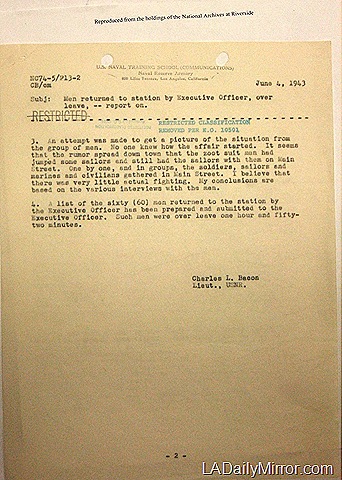 Reproduced from the holdings of the National Archives at Riverside
U.S. NAVAL TRAINING SCHOOL (COMMUNICATIONS)
Naval Reserve Armory
Los Angeles, California
NC74-5/P13-2
CB/cm
June 4, 1943
Subj: Men returned to station by Executive Officer, over
leave, -- report on.
RESTRICTED
RESTRICTED CLASSIFICATION
REMOVED PER E.O. 10501
3. An attempt was made to get a picture of the situation from
the group of men. No one knew how the affair started. It
seems that the rumor spread down town that the zoot suit men had
jumped some sailors and still had the sailors with them on Main
Street. One by one, and in groups, the soldiers, sailors and
marines and civilians gathered in Main Street. I believe that
there was very little actual fighting. My conclusions are
based on the various interviews with the men.
4. A list of the sixty (60) men returned to the station by
the Executive Officer has been prepared and submitted to the
Executive Officer. Such men were over leave one hour and fifty-
two minutes.
Charles L. Bacon
Lieut., USNR.
- 2 -
LADailyMirror.com